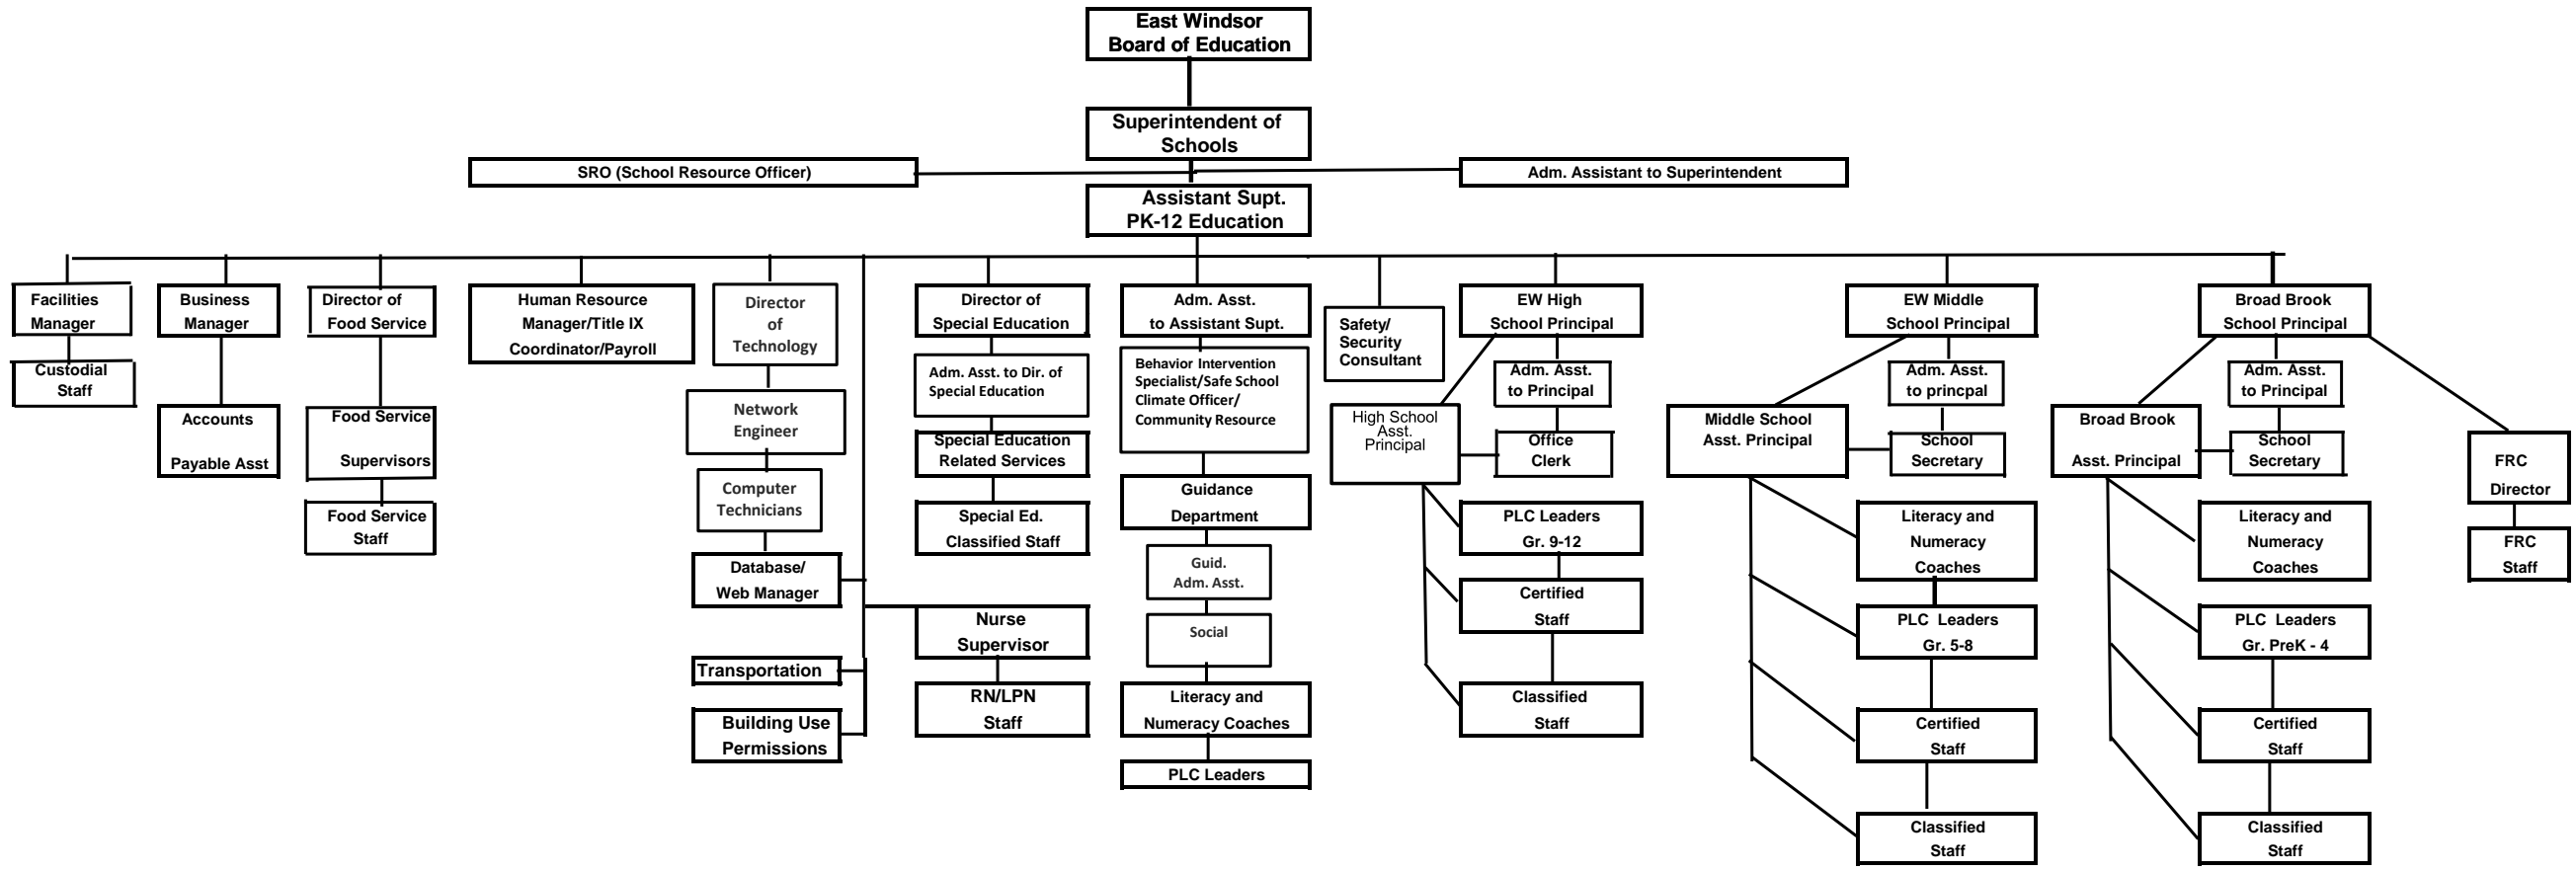 East Windsor
Board of Education
Superintendent of
Schools
SRO (School Resource Officer)
Adm. Assistant to Superintendent
Assistant Supt.
PK-12 Education
Facilities
Manager
Custodial
Staff
Business
Manager
Accounts
Payable Asst
Director of
Food Service
Food Service
Supervisors
Food Service
Staff
Human Resource
Manager/Title IX
Coordinator/Payroll
Director
of
Technology
Network
Engineer
Computer
Technicians
Database/
Web Manager
Transportation
Building Use
Permissions
Director of
Special Education
Adm. Asst. to Dir. of
Special Education
Special Education
Related Services
Special Ed.
Classified Staff
Nurse
Supervisor
RN/LPN
Staff
Adm. Asst.
to Assistant Supt.
Behavior Intervention
Specialist/Safe School
Climate Officer/
Community Resource
Guidance
Department
Guid.
Adm. Asst.
Social
Literacy and
Numeracy Coaches
PLC Leaders
Safety/
Security
Consultant
EW High
School Principal
Adm. Asst.
to Principal
High School
Asst.
Principal
Office
Clerk
PLC Leaders
Gr. 9-12
Certified
Staff
Classified
Staff
EW Middle
School Principal
Adm. Asst.
to princpal
Middle School
Asst. Principal
School
Secretary
Literacy and
Numeracy
Coaches
PLC Leaders
Gr. 5-8
Certified
Staff
Classified
Staff
Broad Brook
School Principal
Adm. Asst.
to Principal
Broad Brook
Asst. Principal
School
Secretary
Literacy and
Numeracy
Coaches
PLC Leaders
Gr. PreK - 4
Certified
Staff
Classified
Staff
FRC
Director
FRC
Staff